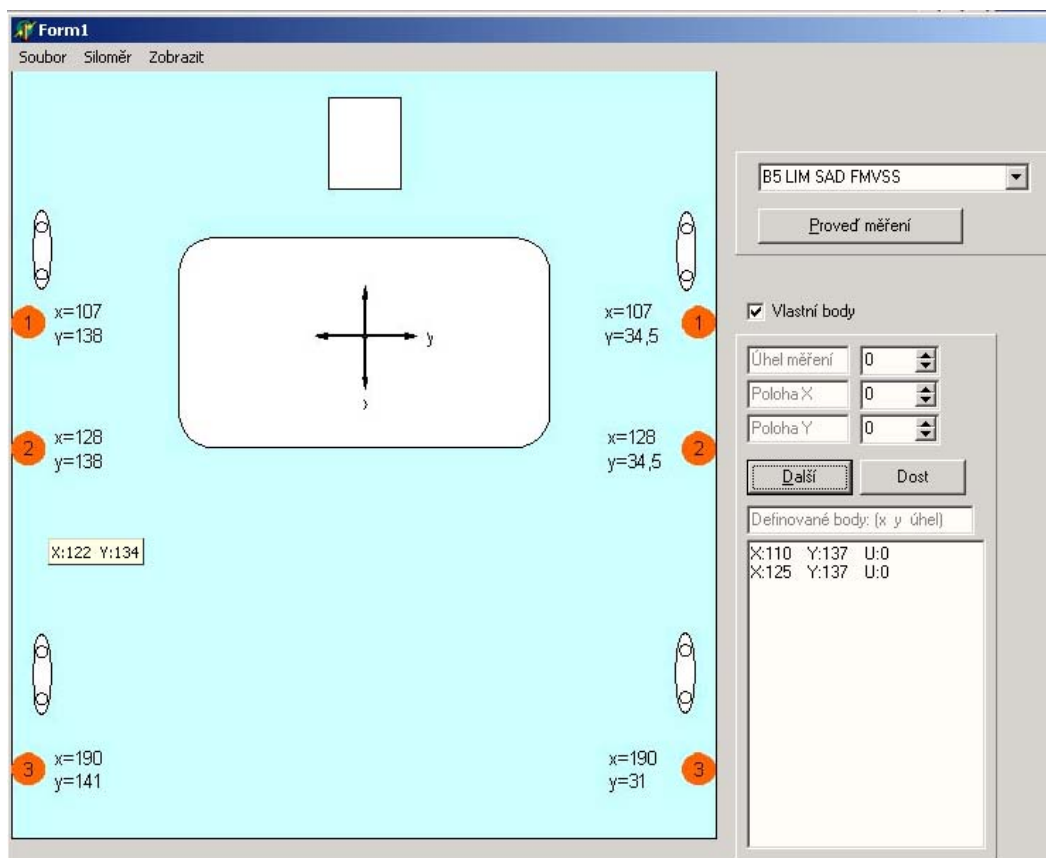 Form1
Soubor Siloměr Zobrazit
B5 LIM SAD FMVSS
Proveď měření
1 x=107
y=138
x=107 1
y=34,5
y
x
Vlastní body
Úhel měření 0
Poloha X 0
Poloha Y 0
2 x=128
y=138
x=128 2
y=34,5
Další Dost
Definované body: (x y úhel)
X:110 Y:137 U:0
X:125 Y:137 U:0
X:122 Y:134
3 x=190
y=141
x=190 3
y=31